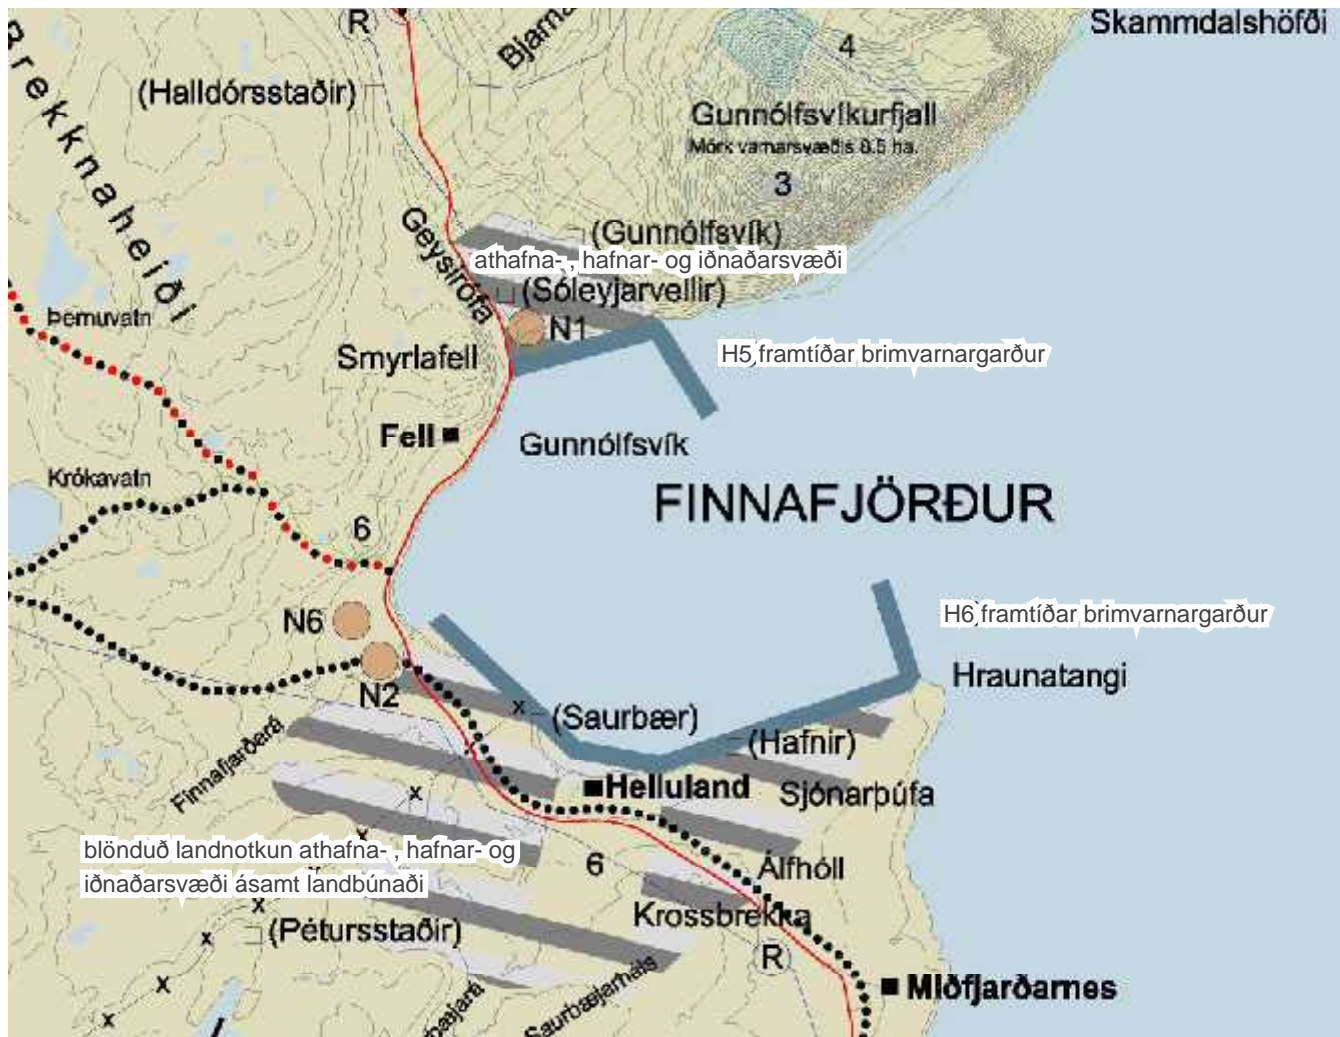 Skammdalshöfði
R
Bjarna
4
(Halldórsstaðir)
Brekknaheiði
Gunnólfsvíkurfjall
Mörk varnarsvæðis 8.5 ha.
3
Geysirófa
(Gunnólfsvík)
athafna- , hafnar- og iðnaðarsvæði
(Sóleyjarvellir)
Þernuvatn
N1
Smyrlafell
H5 framtíðar brimvarnargarður
Fell
Gunnólfsvík
Krókavatn
FINNAFJÖRÐUR
6
N6
H6 framtíðar brimvarnargarður
Hraunatangi
N2
x
(Saurbær)
x
(Hafnir)
Finnafjarðará
Helluland
Sjónarþúfa
x
x
blönduð landnotkun athafna- , hafnar- og
iðnaðarsvæði ásamt landbúnaði
6
Álfhóll
x
Krossbrekka
(Pétursstaðir)
x
R
x
Miðfjarðarnes
Saurbæjarháls
x